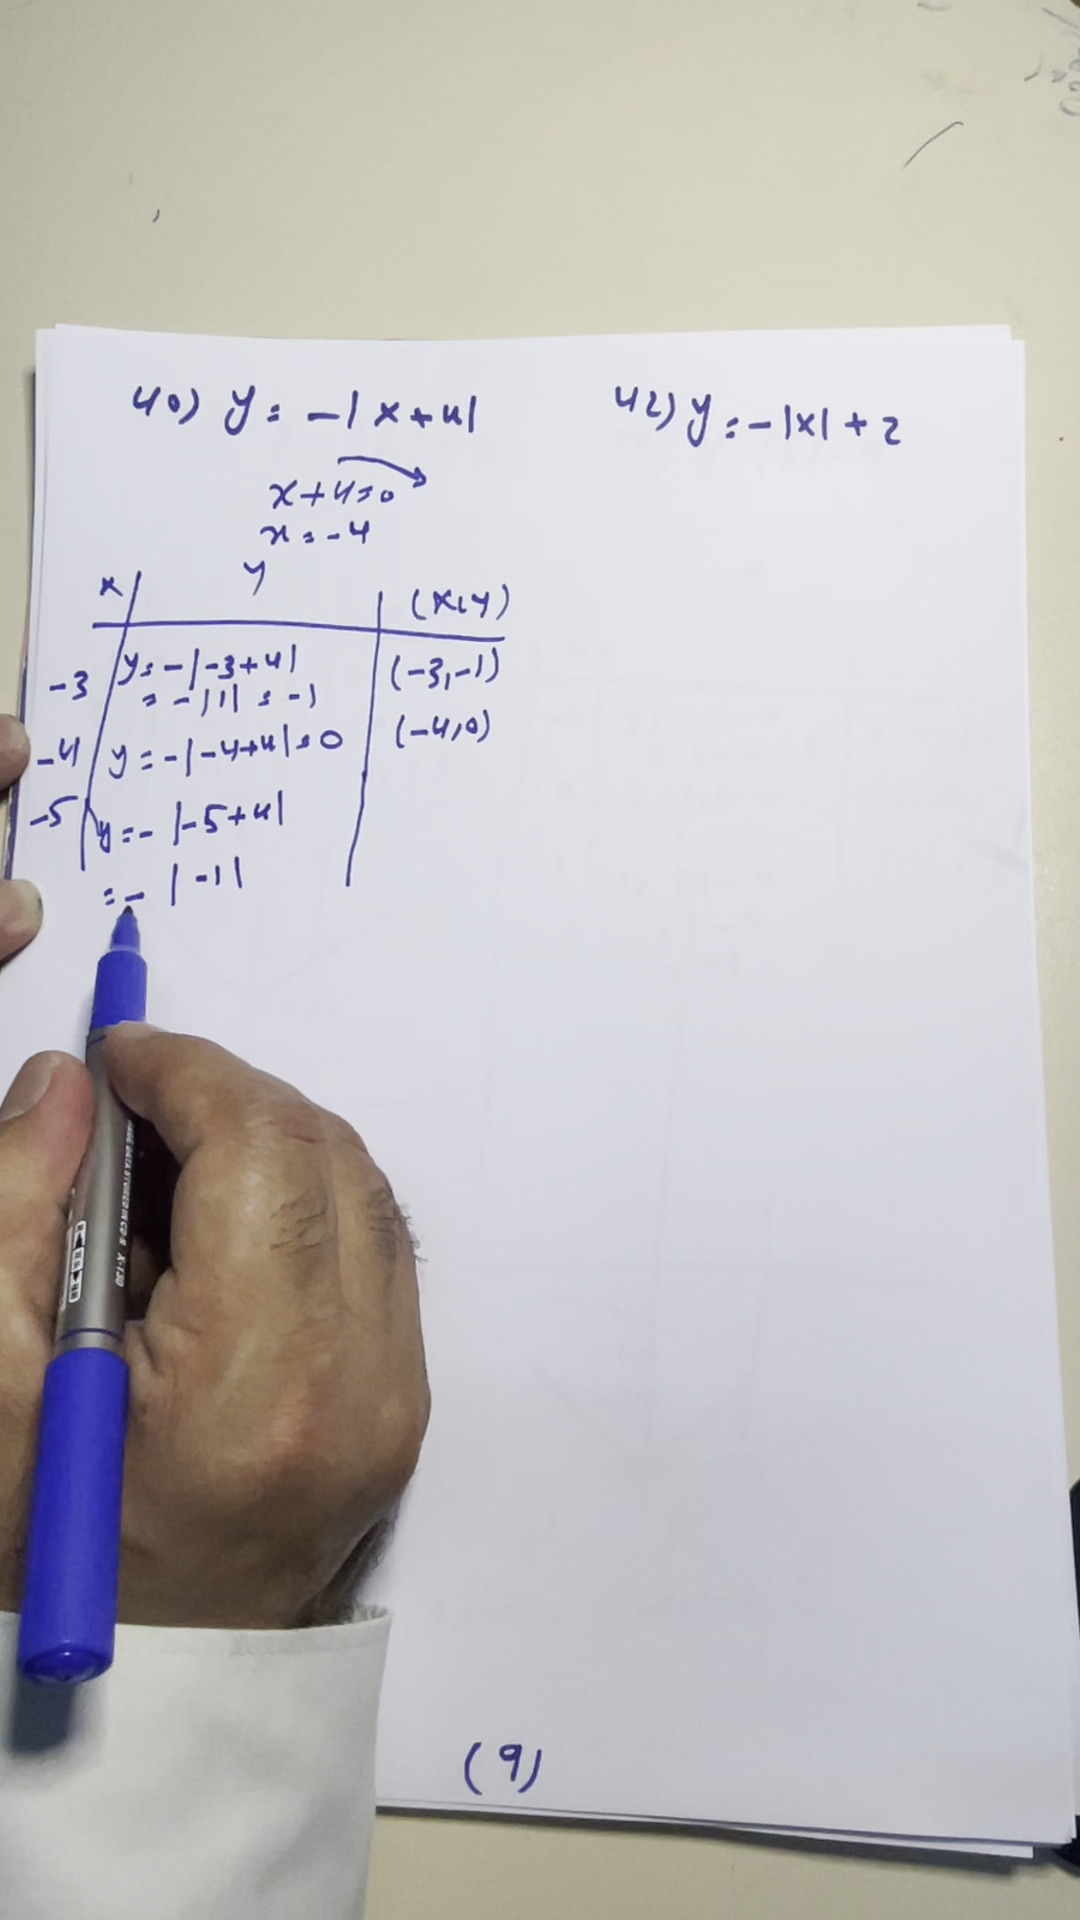 40) y = -|x+4|
x+4=0
x = -4
x y (x,y)
-3 y = -|-3+4| (-3,-1)
= -|1| = -1
-4 y = -|-4+4| = 0 (-4,0)
-5 y = -|-5+4|
= -|-1|
42) y = -|x| + 2
(9)